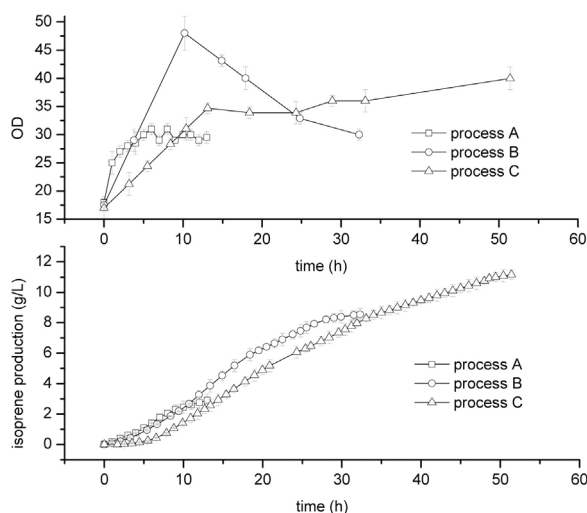 50
45
40
35
30
25
20
15
OD
process A
process B
process C
0 10 20 30 40 50 60
time (h)
12
10
8
6
4
2
0
isoprene production (g/L)
process A
process B
process C
0 10 20 30 40 50 60
time (h)